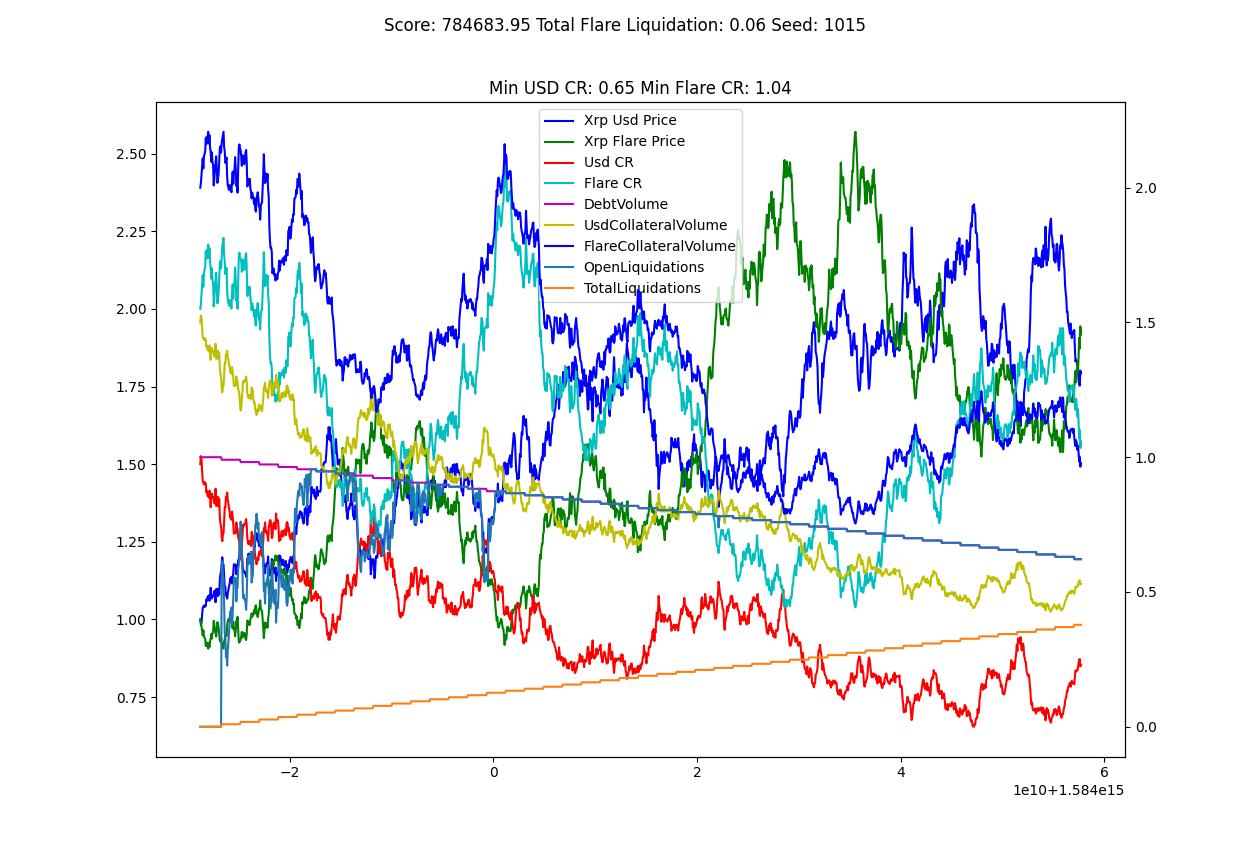 Score: 784683.95 Total Flare Liquidation: 0.06 Seed: 1015
Min USD CR: 0.65 Min Flare CR: 1.04
Xrp Usd Price
Xrp Flare Price
Usd CR
Flare CR
DebtVolume
UsdCollateralVolume
FlareCollateralVolume
OpenLiquidations
TotalLiquidations
2.50
2.25
2.00
1.75
1.50
1.25
1.00
0.75
2.0
1.5
1.0
0.5
0.0
−2
0
2
4
6
1e10+1.584e15